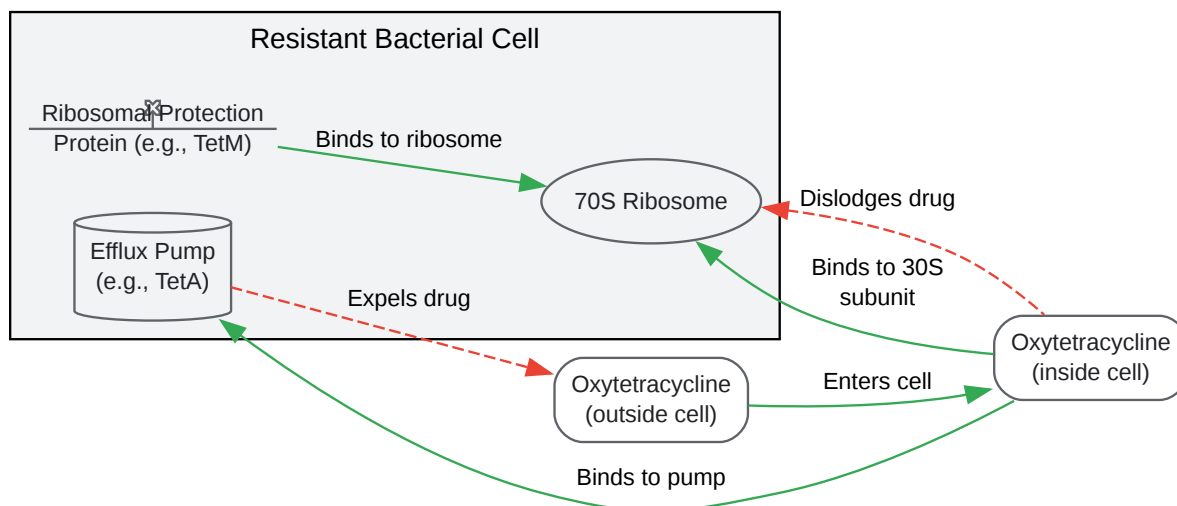 Resistant Bacterial Cell
Ribosomal Protection
Protein (e.g., TetM)
Binds to ribosome
70S Ribosome
Dislodges drug
Efflux Pump
(e.g., TetA)
Expels drug
Binds to 30S
subunit
Oxytetracycline
(inside cell)
Oxytetracycline
(outside cell)
Enters cell
Binds to pump